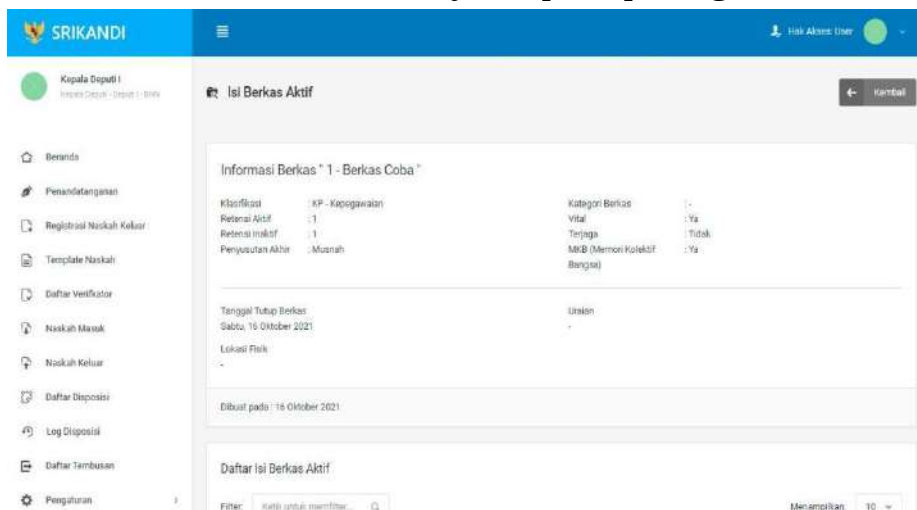 SRIKANDI
Hak Akses: User
Kepala Deputi I
Kepala Deputi - Deputi I - BNN
Isi Berkas Aktif
Kembali
Beranda
Penandatanganan
Registrasi Naskah Keluar
Template Naskah
Daftar Verifikator
Naskah Masuk
Naskah Keluar
Daftar Disposisi
Log Disposisi
Daftar Tembusan
Pengaturan
Informasi Berkas " 1 - Berkas Coba "
Klasifikasi : KP - Kepegawaian
Retensi Aktif : 1
Retensi Inaktif : 1
Penyusutan Akhir : Musnah
Kategori Berkas : -
Vital : Ya
Terjaga : Tidak
MKB (Memori Kolektif Bangsa) : Ya
Tanggal Tutup Berkas
Sabtu, 16 Oktober 2021
Uraian
-
Lokasi Fisik
-
Dibuat pada : 16 Oktober 2021
Daftar Isi Berkas Aktif
Filter: Ketik untuk memfilter...
Menampilkan: 10